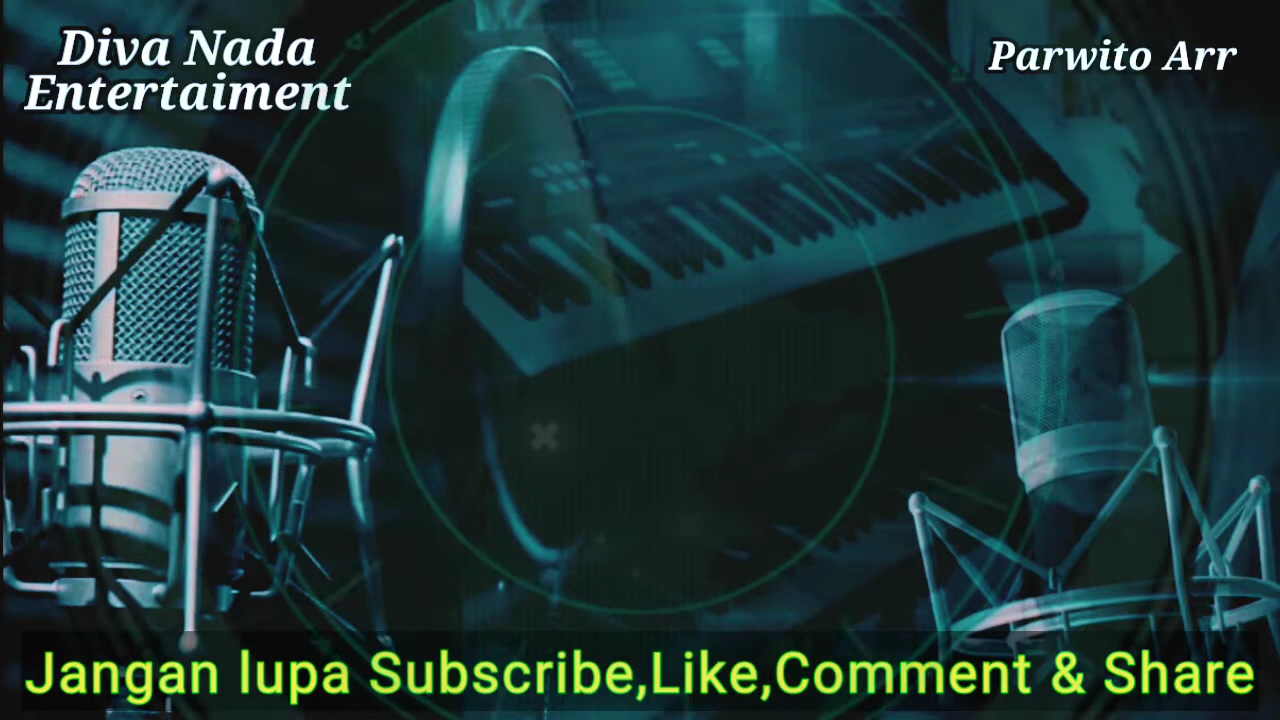 Diva Nada
Entertaiment
Parwito Arr
Jangan lupa Subscribe,Like,Comment & Share